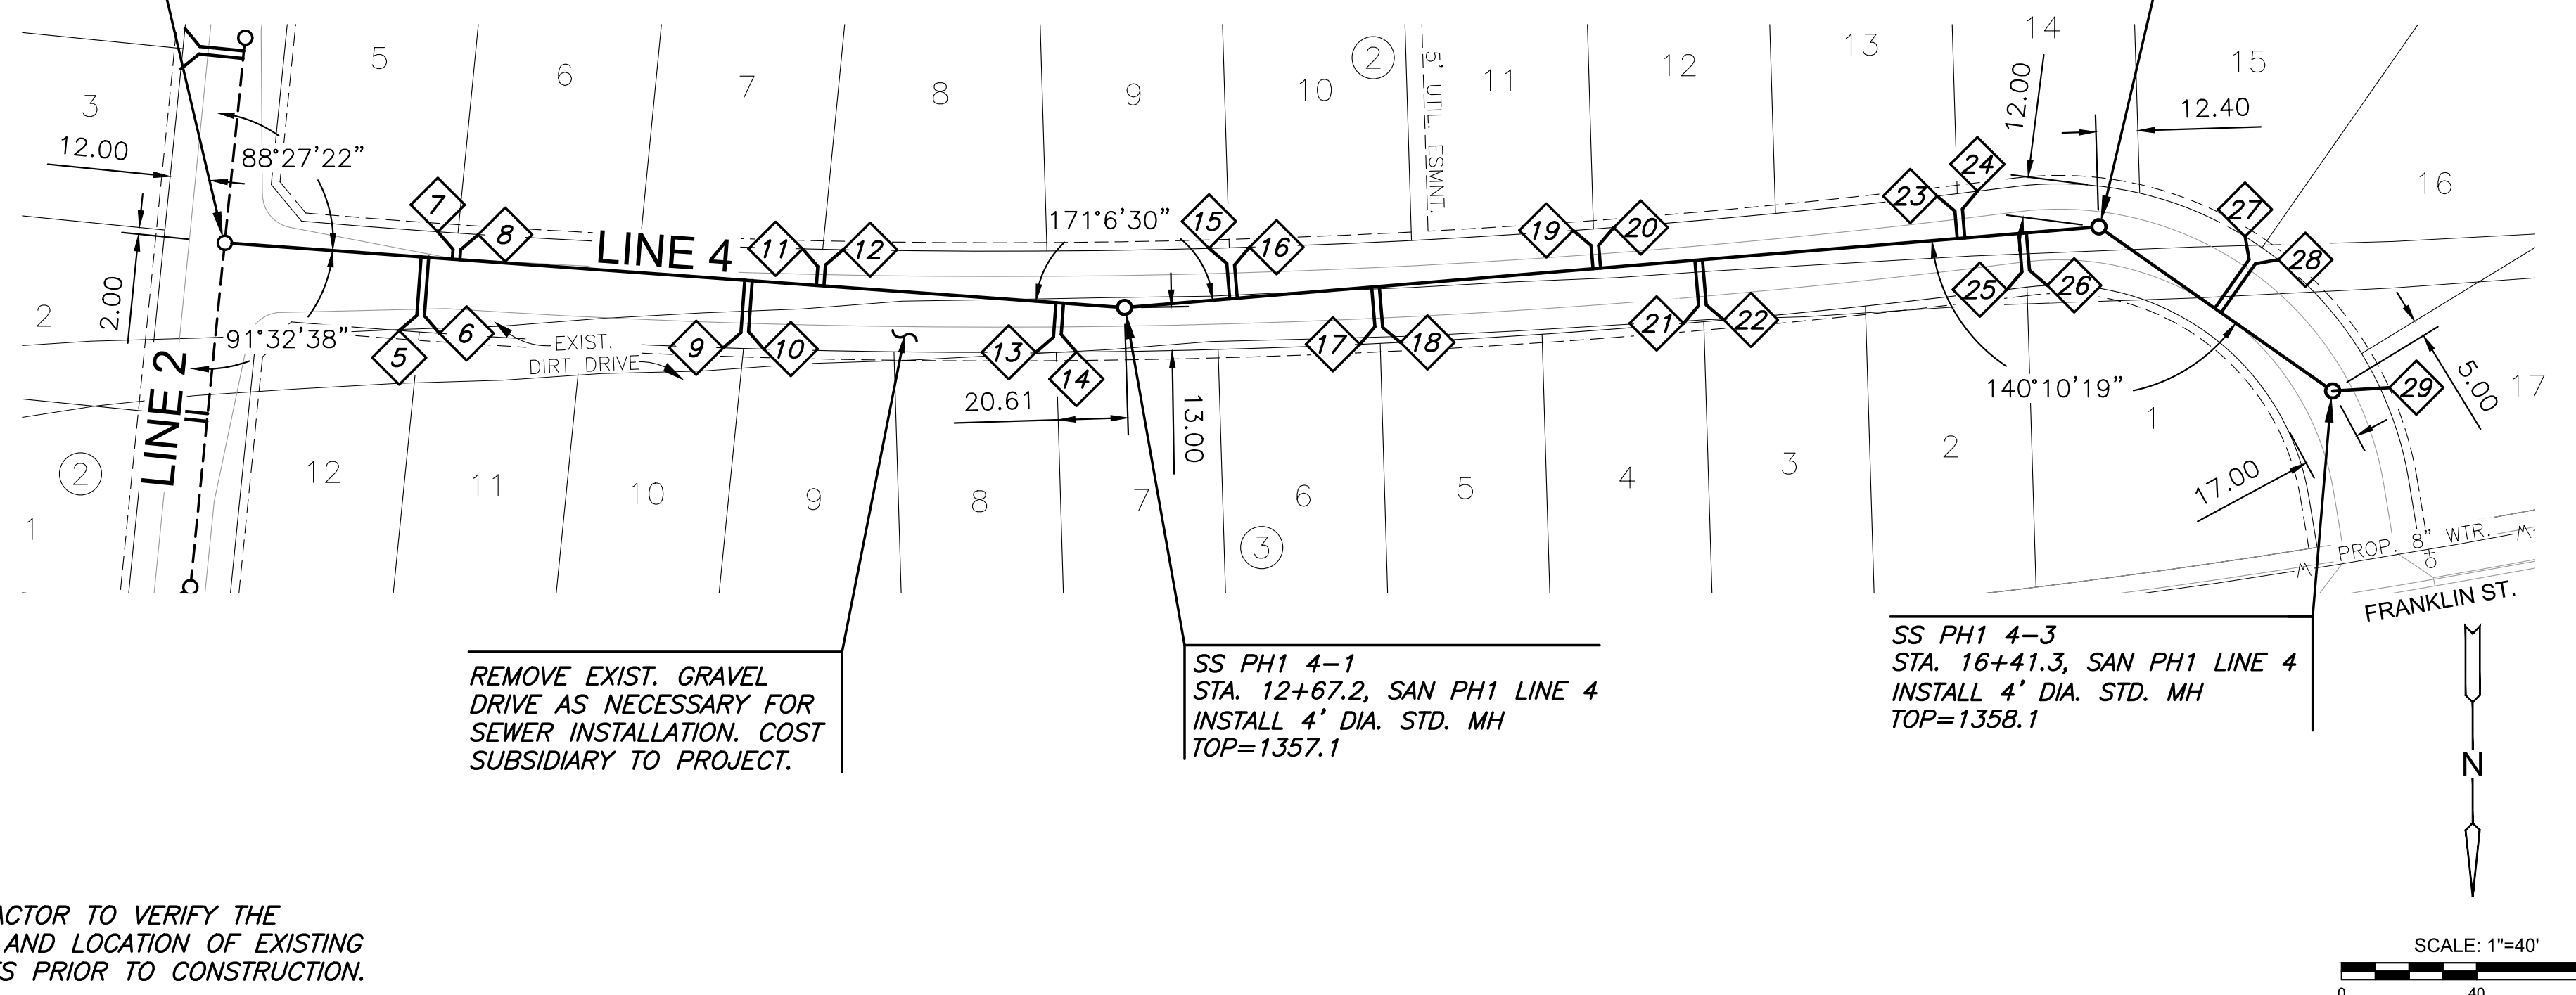 5
6
7
8
9
10
2
5' UTIL. ESMNT.
11
12
13
14
15
16
17
3
12.00
88°27'22"
12.00
12.40
7
8
LINE 4
11
12
171°6'30"
15
16
19
20
23
24
27
28
2
2.00
91°32'38"
5
6
EXIST.
DIRT DRIVE
9
10
13
14
17
18
21
22
25
26
140°10'19"
29
5.00
LINE 2
20.61
13.00
17.00
2
1
12
11
10
9
8
7
6
5
4
3
2
1
3
PROP. 8" WTR.
W
W
FRANKLIN ST.
REMOVE EXIST. GRAVEL
DRIVE AS NECESSARY FOR
SEWER INSTALLATION. COST
SUBSIDIARY TO PROJECT.
SS PH1 4-1
STA. 12+67.2, SAN PH1 LINE 4
INSTALL 4' DIA. STD. MH
TOP=1357.1
SS PH1 4-3
STA. 16+41.3, SAN PH1 LINE 4
INSTALL 4' DIA. STD. MH
TOP=1358.1
N
ACTOR TO VERIFY THE
AND LOCATION OF EXISTING
S PRIOR TO CONSTRUCTION.
SCALE: 1"=40'
0 40